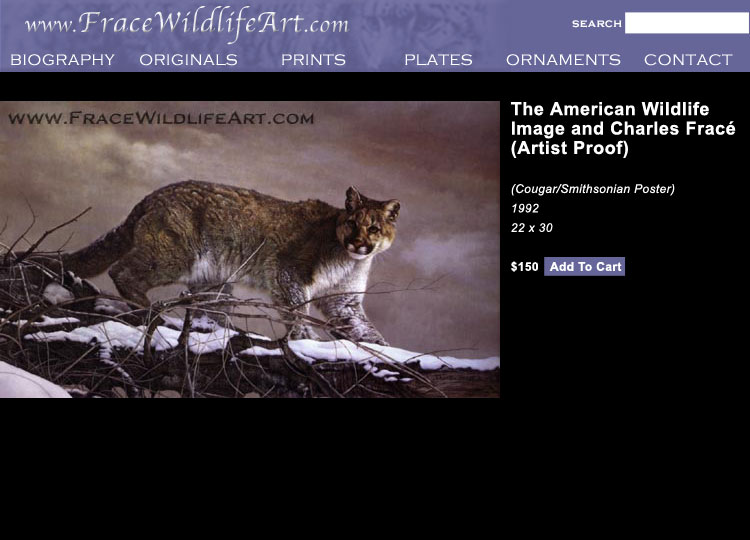 www.FraceWildlifeArt.com
SEARCH
BIOGRAPHY ORIGINALS PRINTS PLATES ORNAMENTS CONTACT
www.FraceWildlifeArt.com
The American Wildlife
Image and Charles Fracé
(Artist Proof)
(Cougar/Smithsonian Poster)
1992
22 x 30
$150 Add To Cart